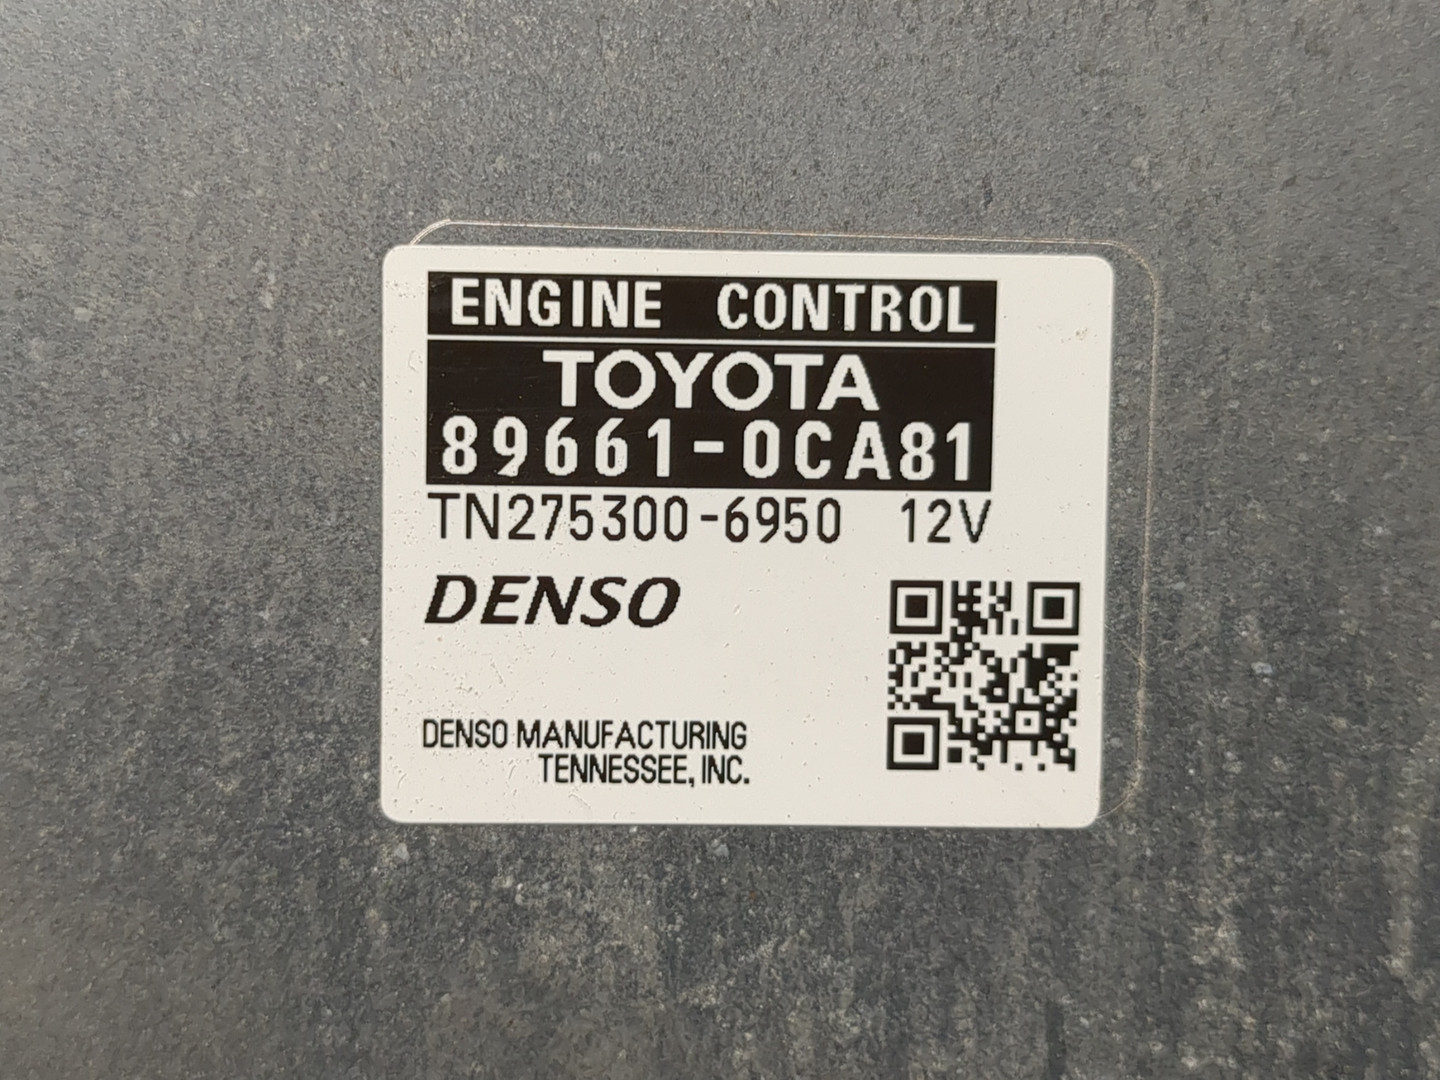 ENGINE CONTROL
TOYOTA
89661-0CA81
TN275300-6950 12V
DENSO
DENSO MANUFACTURING
TENNESSEE, INC.